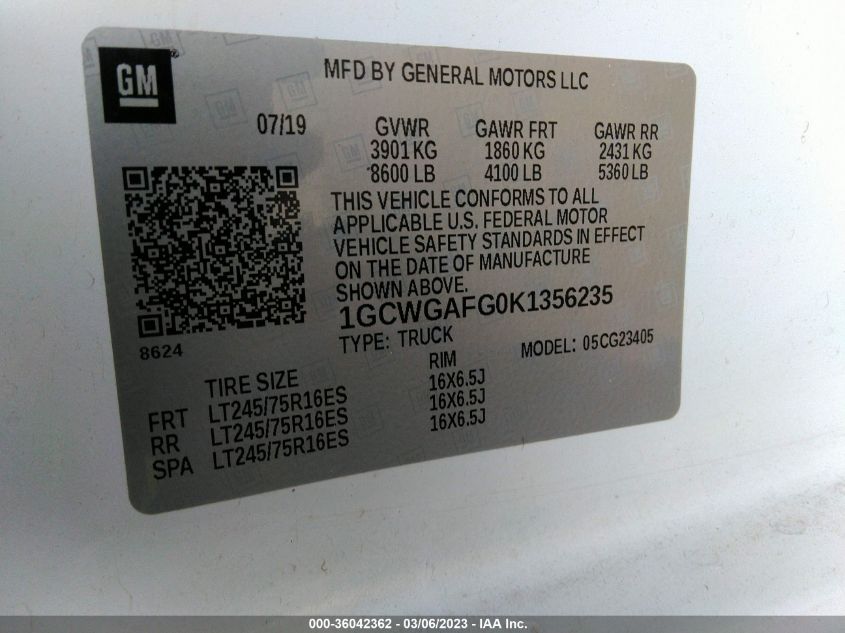 GM
MFD BY GENERAL MOTORS LLC
07/19 GVWR GAWR FRT GAWR RR
3901 KG 1860 KG 2431 KG
8600 LB 4100 LB 5360 LB
THIS VEHICLE CONFORMS TO ALL
APPLICABLE U.S. FEDERAL MOTOR
VEHICLE SAFETY STANDARDS IN EFFECT
ON THE DATE OF MANUFACTURE
SHOWN ABOVE.
1GCWGAFG0K1356235
8624
TYPE: TRUCK MODEL: 05CG23405
TIRE SIZE RIM
FRT LT245/75R16ES 16X6.5J
RR LT245/75R16ES 16X6.5J
SPA LT245/75R16ES 16X6.5J
000-36042362 - 03/06/2023 - IAA Inc.